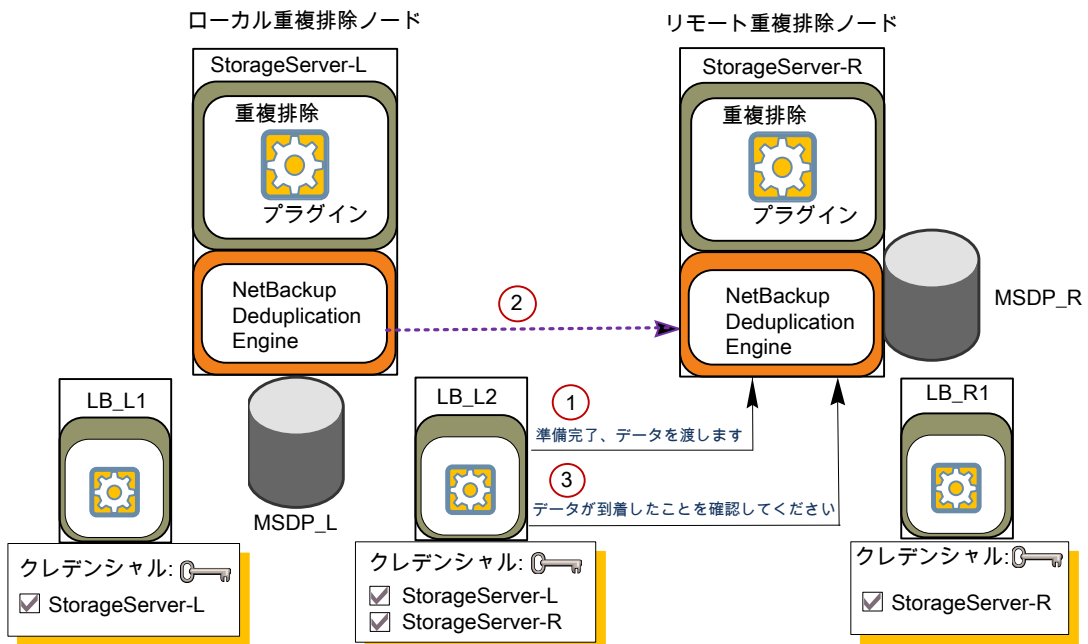 ローカル重複排除ノード
リモート重複排除ノード
StorageServer-L
重複排除
プラグイン
NetBackup
Deduplication
Engine
StorageServer-R
重複排除
プラグイン
NetBackup
Deduplication
Engine
2
MSDP_R
MSDP_L
LB_L1
LB_L2
LB_R1
1
準備完了、データを渡します
3
データが到着したことを確認してください
クレデンシャル:
StorageServer-L
クレデンシャル:
StorageServer-L
StorageServer-R
クレデンシャル:
StorageServer-R